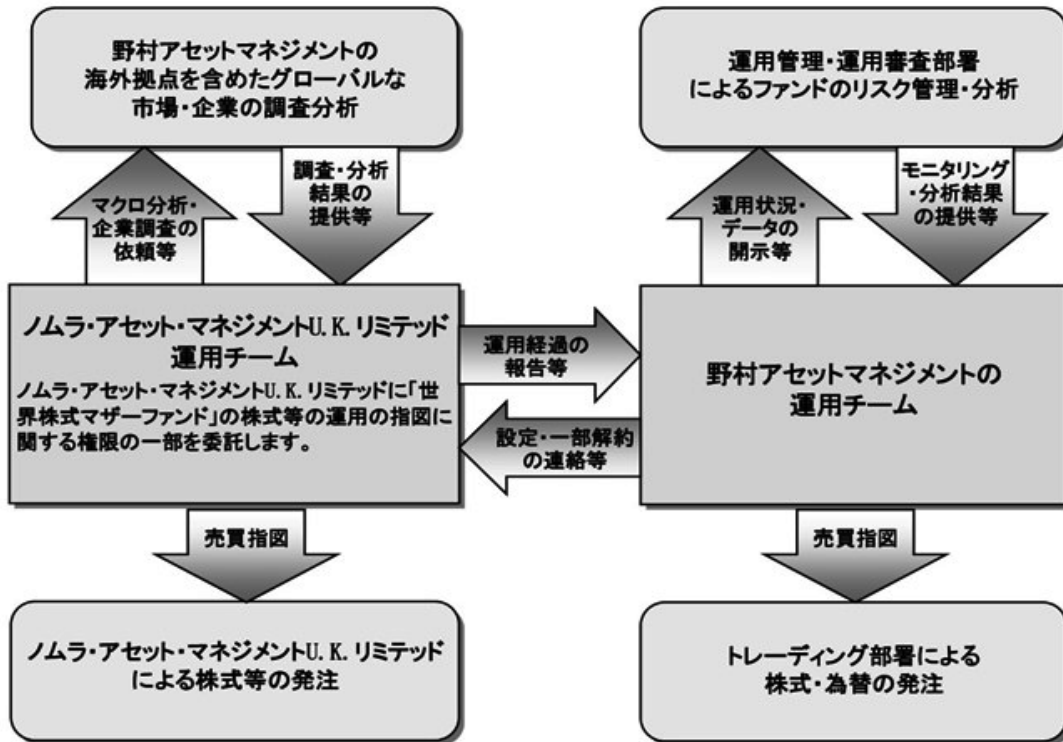 野村アセットマネジメントの
海外拠点を含めたグローバルな
市場・企業の調査分析
運用管理・運用審査部署
によるファンドのリスク管理・分析
マクロ分析・
企業調査の
依頼等
調査・分析
結果の
提供等
運用状況・
データの
開示等
モニタリング
・分析結果
の提供等
ノムラ・アセット・マネジメントU.K.リミテッド
運用チーム
ノムラ・アセット・マネジメントU.K.リミテッドに「世
界株式マザーファンド」の株式等の運用の指図に
関する権限の一部を委託します。
運用経過の
報告等
設定・一部解約
の連絡等
野村アセットマネジメントの
運用チーム
売買指図
売買指図
ノムラ・アセット・マネジメントU.K.リミテッド
による株式等の発注
トレーディング部署による
株式・為替の発注